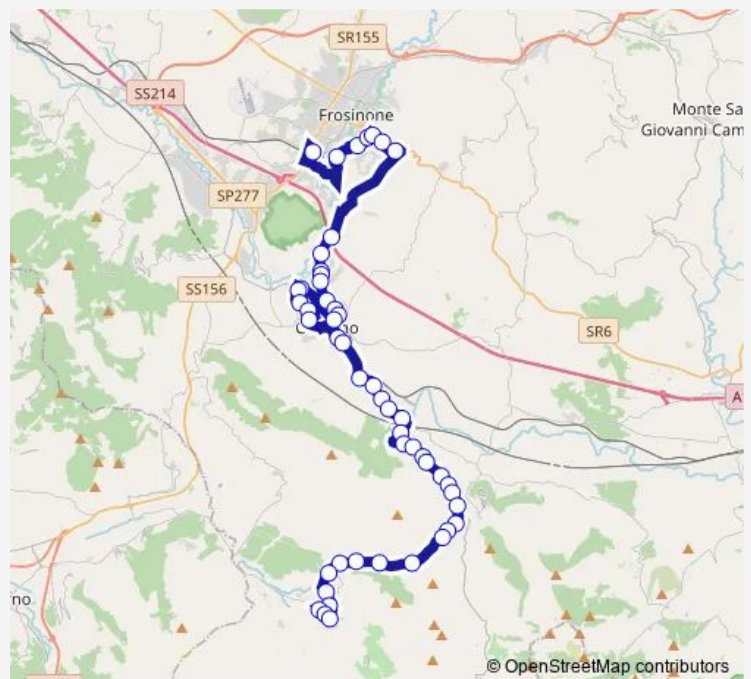 SR155
SS214
Frosinone
Monte Sa
Giovanni Cam
SP277
SS156
SR6
A
no
© OpenStreetMap contributors